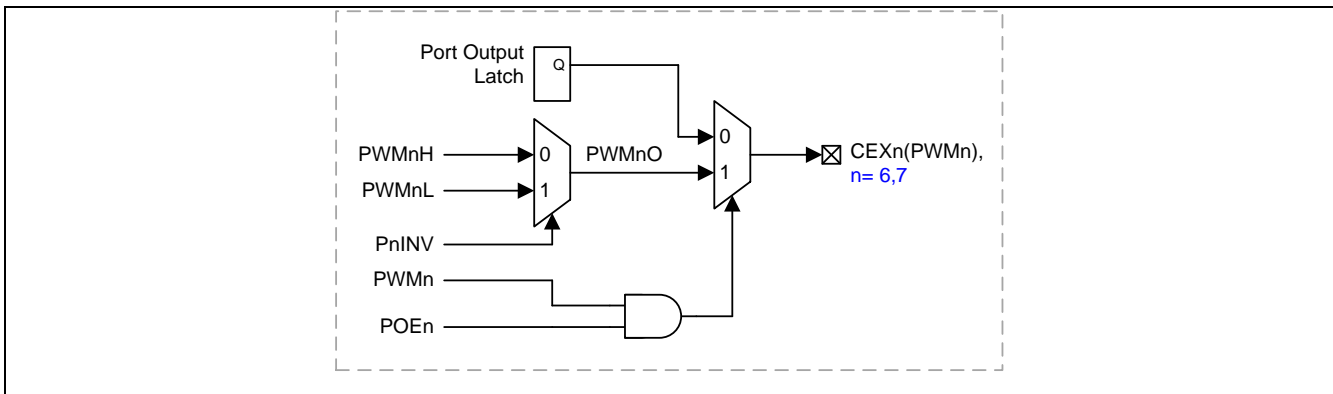 Port Output
Latch
Q
0
PWMnH
0
PWMnO
CEXn(PWMn),
1
n= 6,7
PWMnL
1
PnINV
PWMn
POEn